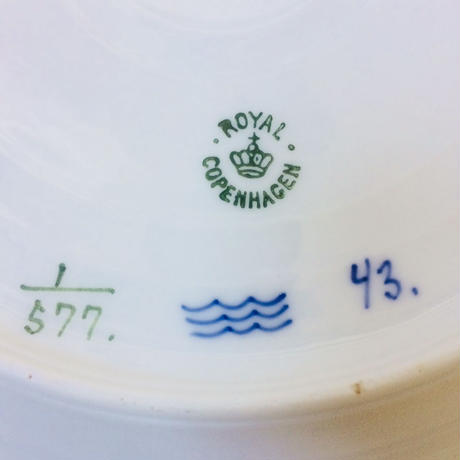 · ROYAL ·
COPENHAGEN
1
577.
43.